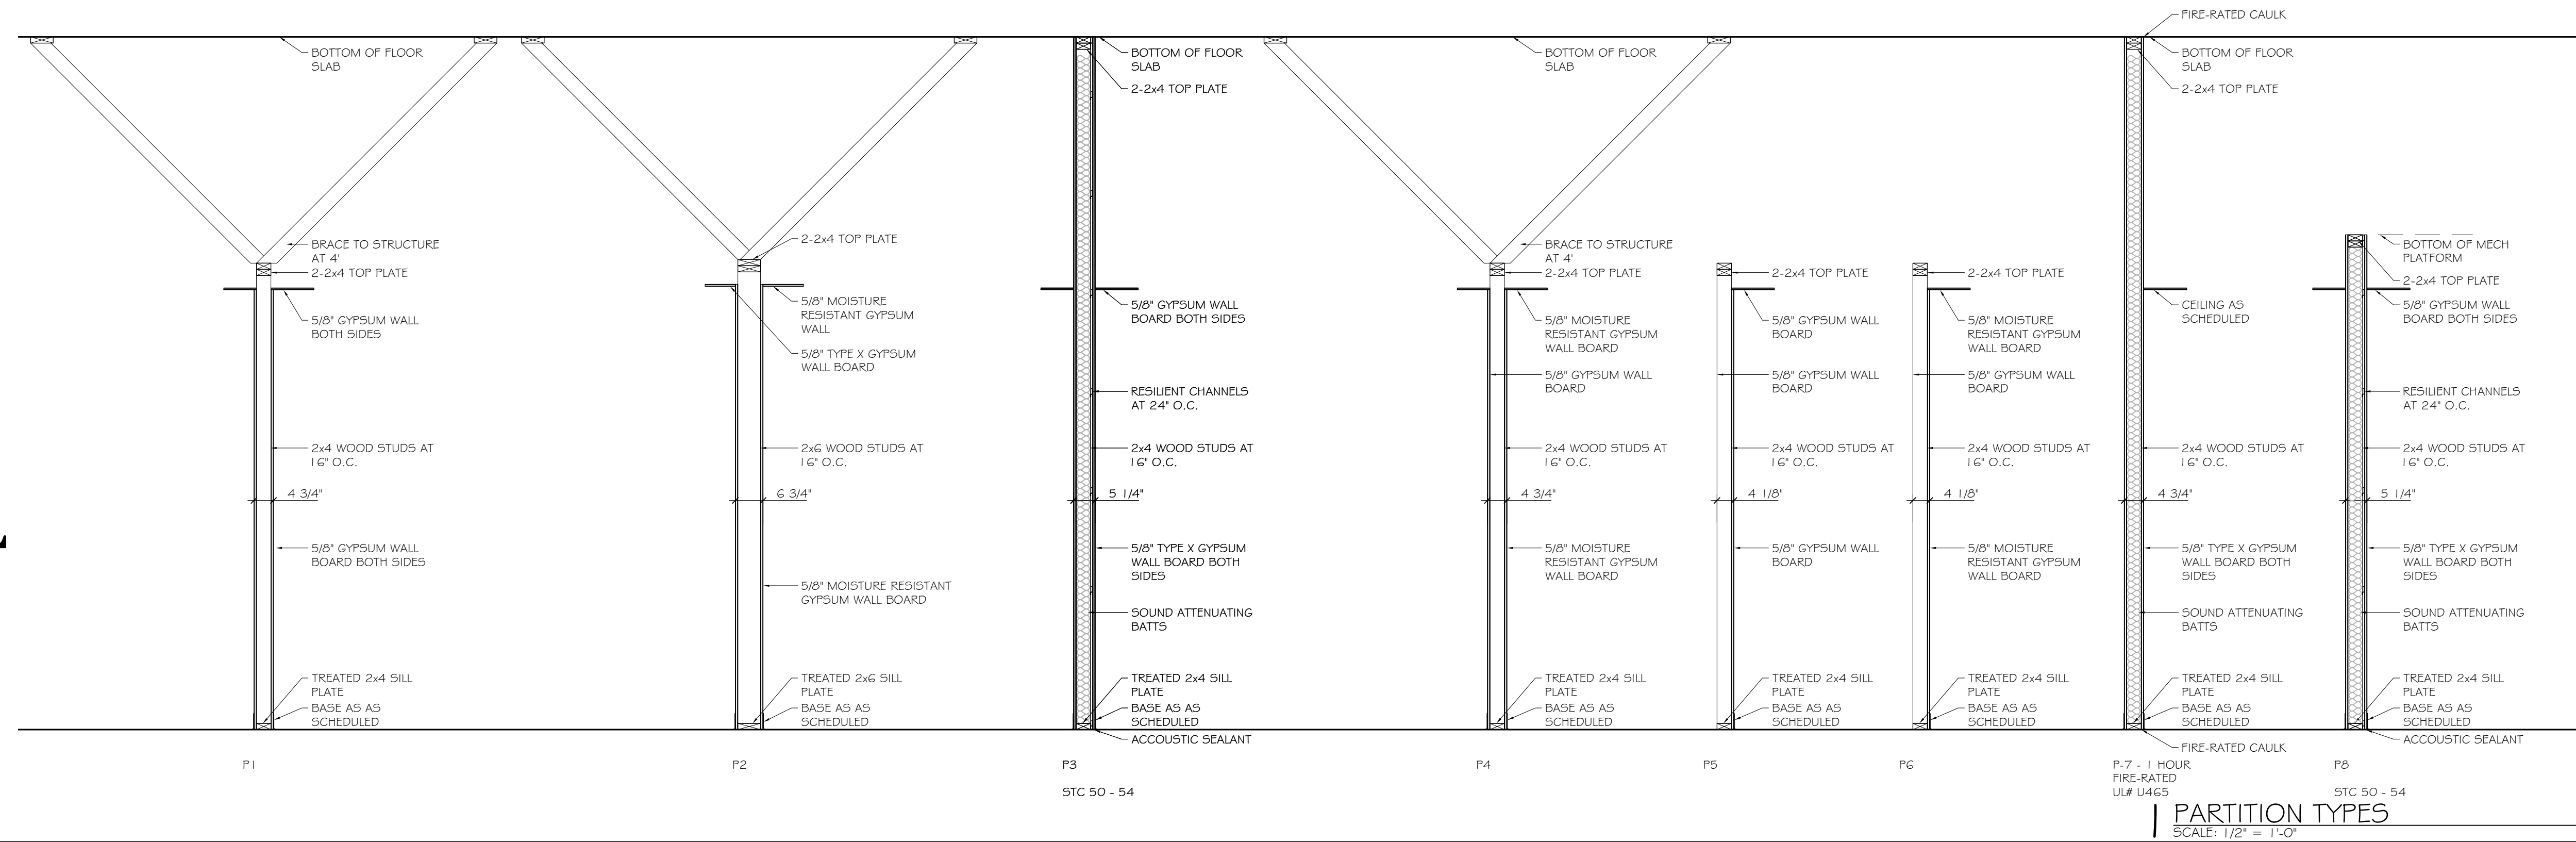 BOTTOM OF FLOOR
SLAB
BRACE TO STRUCTURE
AT 4'
2-2x4 TOP PLATE
5/8" GYPSUM WALL
BOTH SIDES
2x4 WOOD STUDS AT
16" O.C.
4 3/4"
5/8" GYPSUM WALL
BOARD BOTH SIDES
TREATED 2x4 SILL
PLATE
BASE AS AS
SCHEDULED
P1
2-2x4 TOP PLATE
5/8" MOISTURE
RESISTANT GYPSUM
WALL
5/8" TYPE X GYPSUM
WALL BOARD
2x6 WOOD STUDS AT
16" O.C.
6 3/4"
5/8" MOISTURE RESISTANT
GYPSUM WALL BOARD
TREATED 2x6 SILL
PLATE
BASE AS AS
SCHEDULED
P2
BOTTOM OF FLOOR
SLAB
2-2x4 TOP PLATE
5/8" GYPSUM WALL
BOARD BOTH SIDES
RESILIENT CHANNELS
AT 24" O.C.
2x4 WOOD STUDS AT
16" O.C.
5 1/4"
5/8" TYPE X GYPSUM
WALL BOARD BOTH
SIDES
SOUND ATTENUATING
BATTS
TREATED 2x4 SILL
PLATE
BASE AS AS
SCHEDULED
ACCOUSTIC SEALANT
P3
STC 50 - 54
BOTTOM OF FLOOR
SLAB
BRACE TO STRUCTURE
AT 4'
2-2x4 TOP PLATE
5/8" MOISTURE
RESISTANT GYPSUM
WALL BOARD
5/8" GYPSUM WALL
BOARD
2x4 WOOD STUDS AT
16" O.C.
4 3/4"
5/8" MOISTURE
RESISTANT GYPSUM
WALL BOARD
TREATED 2x4 SILL
PLATE
BASE AS AS
SCHEDULED
P4
2-2x4 TOP PLATE
5/8" GYPSUM WALL
BOARD
5/8" GYPSUM WALL
BOARD
2x4 WOOD STUDS AT
16" O.C.
4 1/8"
5/8" GYPSUM WALL
BOARD
TREATED 2x4 SILL
PLATE
BASE AS AS
SCHEDULED
P5
2-2x4 TOP PLATE
5/8" MOISTURE
RESISTANT GYPSUM
WALL BOARD
5/8" GYPSUM WALL
BOARD
2x4 WOOD STUDS AT
16" O.C.
4 1/8"
5/8" MOISTURE
RESISTANT GYPSUM
WALL BOARD
TREATED 2x4 SILL
PLATE
BASE AS AS
SCHEDULED
P6
FIRE-RATED CAULK
BOTTOM OF FLOOR
SLAB
2-2x4 TOP PLATE
CEILING AS
SCHEDULED
2x4 WOOD STUDS AT
16" O.C.
4 3/4"
5/8" TYPE X GYPSUM
WALL BOARD BOTH
SIDES
SOUND ATTENUATING
BATTS
TREATED 2x4 SILL
PLATE
BASE AS AS
SCHEDULED
FIRE-RATED CAULK
P-7 - 1 HOUR
FIRE-RATED
UL# U465
BOTTOM OF MECH
PLATFORM
2-2x4 TOP PLATE
5/8" GYPSUM WALL
BOARD BOTH SIDES
RESILIENT CHANNELS
AT 24" O.C.
2x4 WOOD STUDS AT
16" O.C.
5 1/4"
5/8" TYPE X GYPSUM
WALL BOARD BOTH
SIDES
SOUND ATTENUATING
BATTS
TREATED 2x4 SILL
PLATE
BASE AS AS
SCHEDULED
ACCOUSTIC SEALANT
P8
STC 50 - 54
PARTITION TYPES
SCALE: 1/2" = 1'-0"